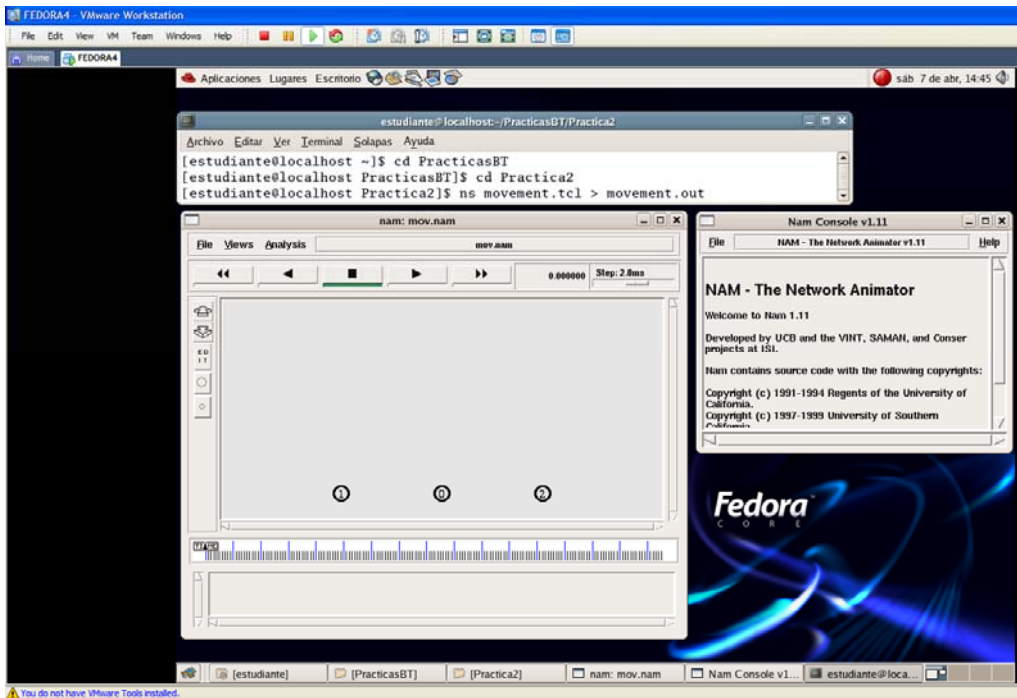 FEDORA4 - VMware Workstation
File Edit View VM Team Windows Help
Home FEDORA4
Aplicaciones Lugares Escritorio
sáb 7 de abr, 14:45
estudiante@localhost:~/PracticasBT/Practica2
Archivo Editar Ver Terminal Solapas Ayuda
[estudiante@localhost ~]$ cd PracticasBT
[estudiante@localhost PracticasBT]$ cd Practica2
[estudiante@localhost Practica2]$ ns movement.tcl > movement.out
nam: mov.nam
File Views Analysis mov.nam
0.000000 Step: 2.0ms
ED
IT
1 0 2
TIME
Nam Console v1.11
File NAM - The Network Animator v1.11 Help
NAM - The Network Animator
Welcome to Nam 1.11
Developed by UCB and the VINT, SAMAN, and Conser
projects at ISI.
Nam contains source code with the following copyrights:
Copyright (c) 1991-1994 Regents of the University of
California.
Copyright (c) 1997-1999 University of Southern
California
Fedora
CORE
[estudiante] [PracticasBT] [Practica2] nam: mov.nam Nam Console v1... estudiante@loca...
You do not have VMware Tools installed.